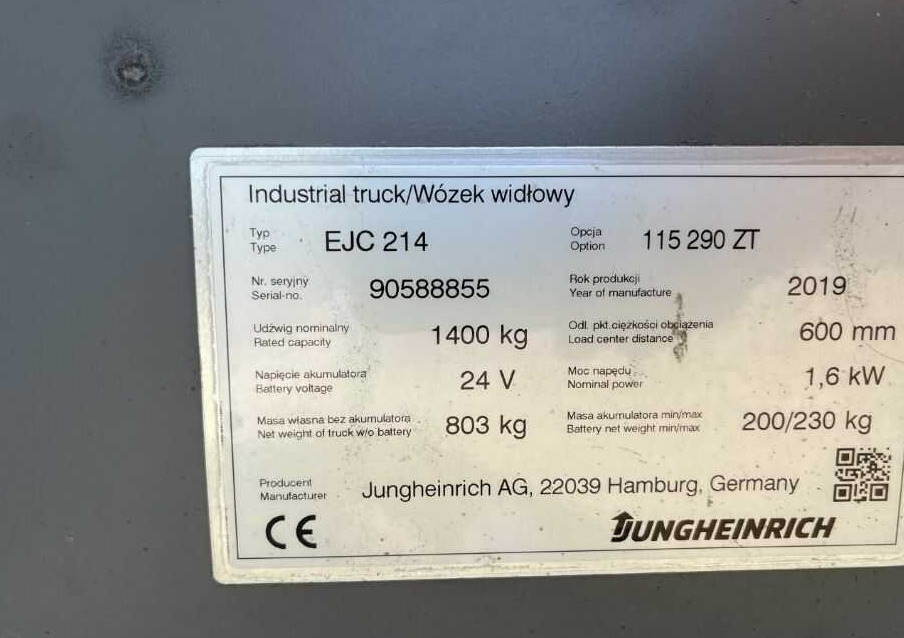 Industrial truck/Wózek widłowy
Typ
Type
EJC 214
Opcja
Option
115 290 ZT
Nr. seryjny
Serial-no.
90588855
Rok produkcji
Year of manufacture
2019
Udźwig nominalny
Rated capacity
1400 kg
Odl. pkt.ciężkości obciążenia
Load center distance
600 mm
Napięcie akumulatora
Battery voltage
24 V
Moc napędu
Nominal power
1,6 kW
Masa własna bez akumulatora
Net weight of truck w/o battery
803 kg
Masa akumulatora min/max
Battery net weight min/max
200/230 kg
Producent
Manufacturer
Jungheinrich AG, 22039 Hamburg, Germany
CE
JUNGHEINRICH